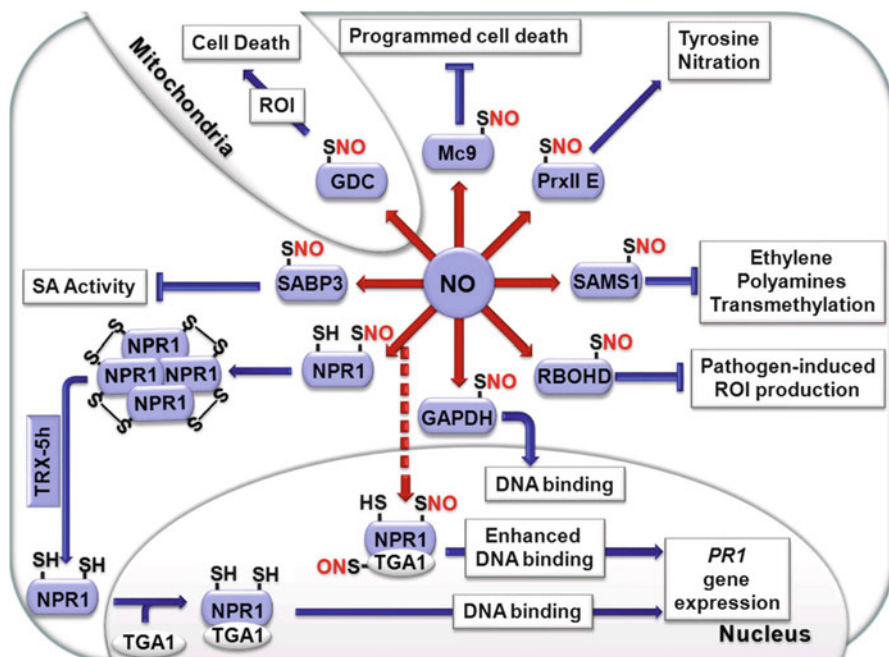 Cell Death
Programmed cell death
Tyrosine
Nitration
Mitochondria
ROI
SNO
GDC
SNO
Mc9
SNO
PrxII E
SA Activity
SNO
SABP3
NO
SNO
SAMS1
Ethylene
Polyamines
Transmethylation
S S
S S
NPR1
NPR1 NPR1
NPR1
S S
S S
SH SNO
NPR1
SNO
GAPDH
SNO
RBOHD
Pathogen-induced
ROI production
TRX-5h
DNA binding
HS SNO
NPR1
ONS-TGA1
Enhanced
DNA binding
PR1
gene
expression
SH SH
NPR1
TGA1
SH SH
NPR1
TGA1
DNA binding
Nucleus